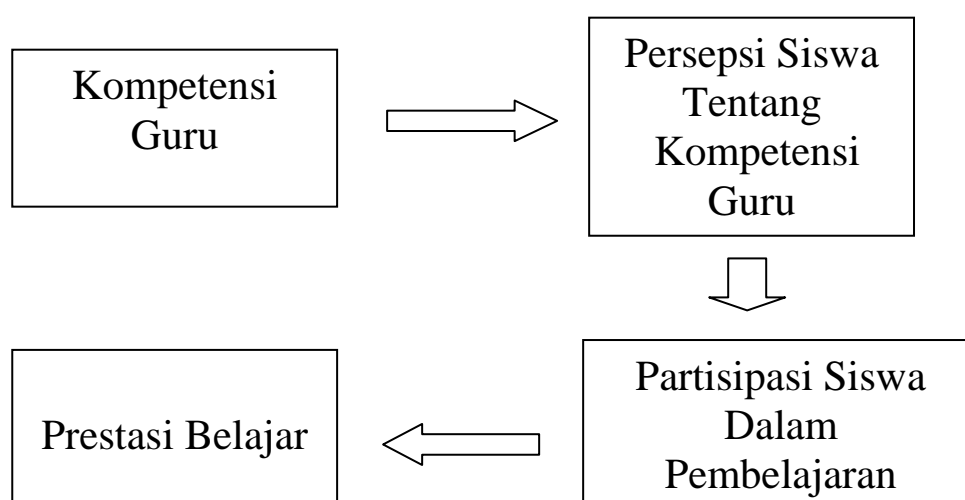 Kompetensi
Guru
Persepsi Siswa
Tentang
Kompetensi
Guru
Prestasi Belajar
Partisipasi Siswa
Dalam
Pembelajaran